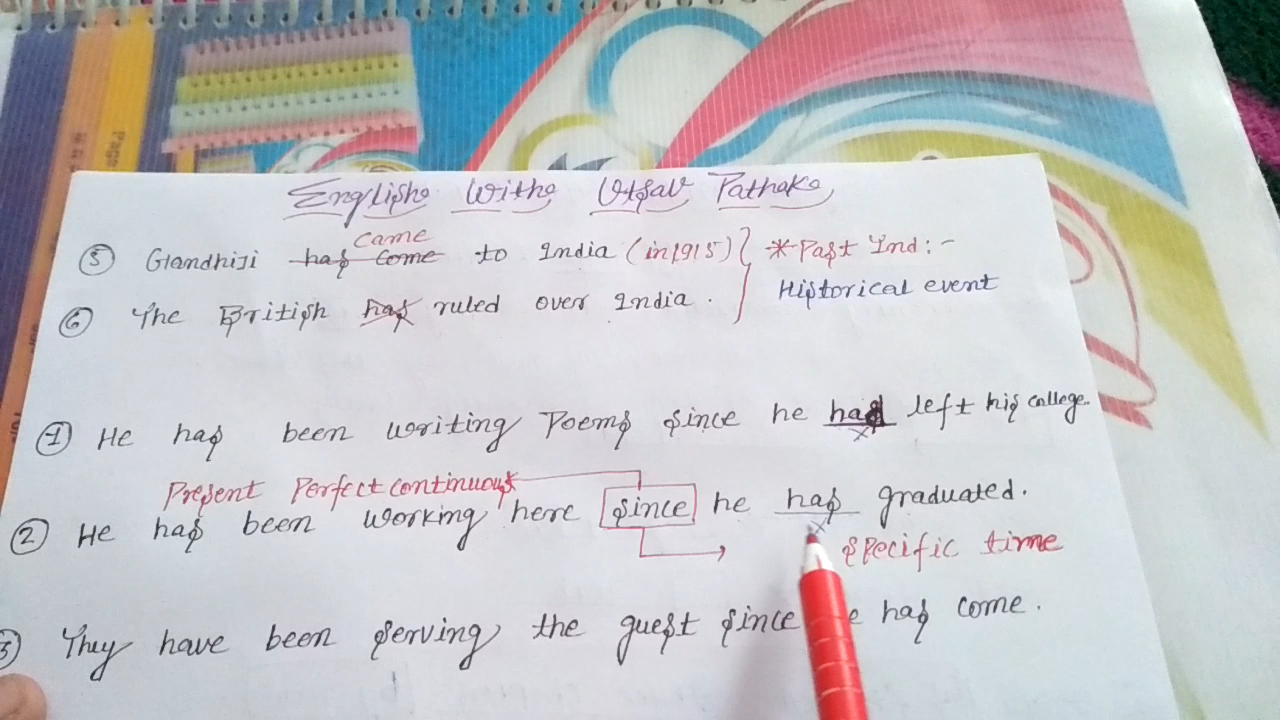 English With Utsav Pathak
came
⑤ Gandhiji has come to India (in 1915) } * Past Ind:-
⑥ The British has ruled over India. Historical event
① He has been writing Poems since he had left his college.
Present Perfect continuous
② He has been working here since he has graduated.
specific time
They have been serving the guest since he has come.